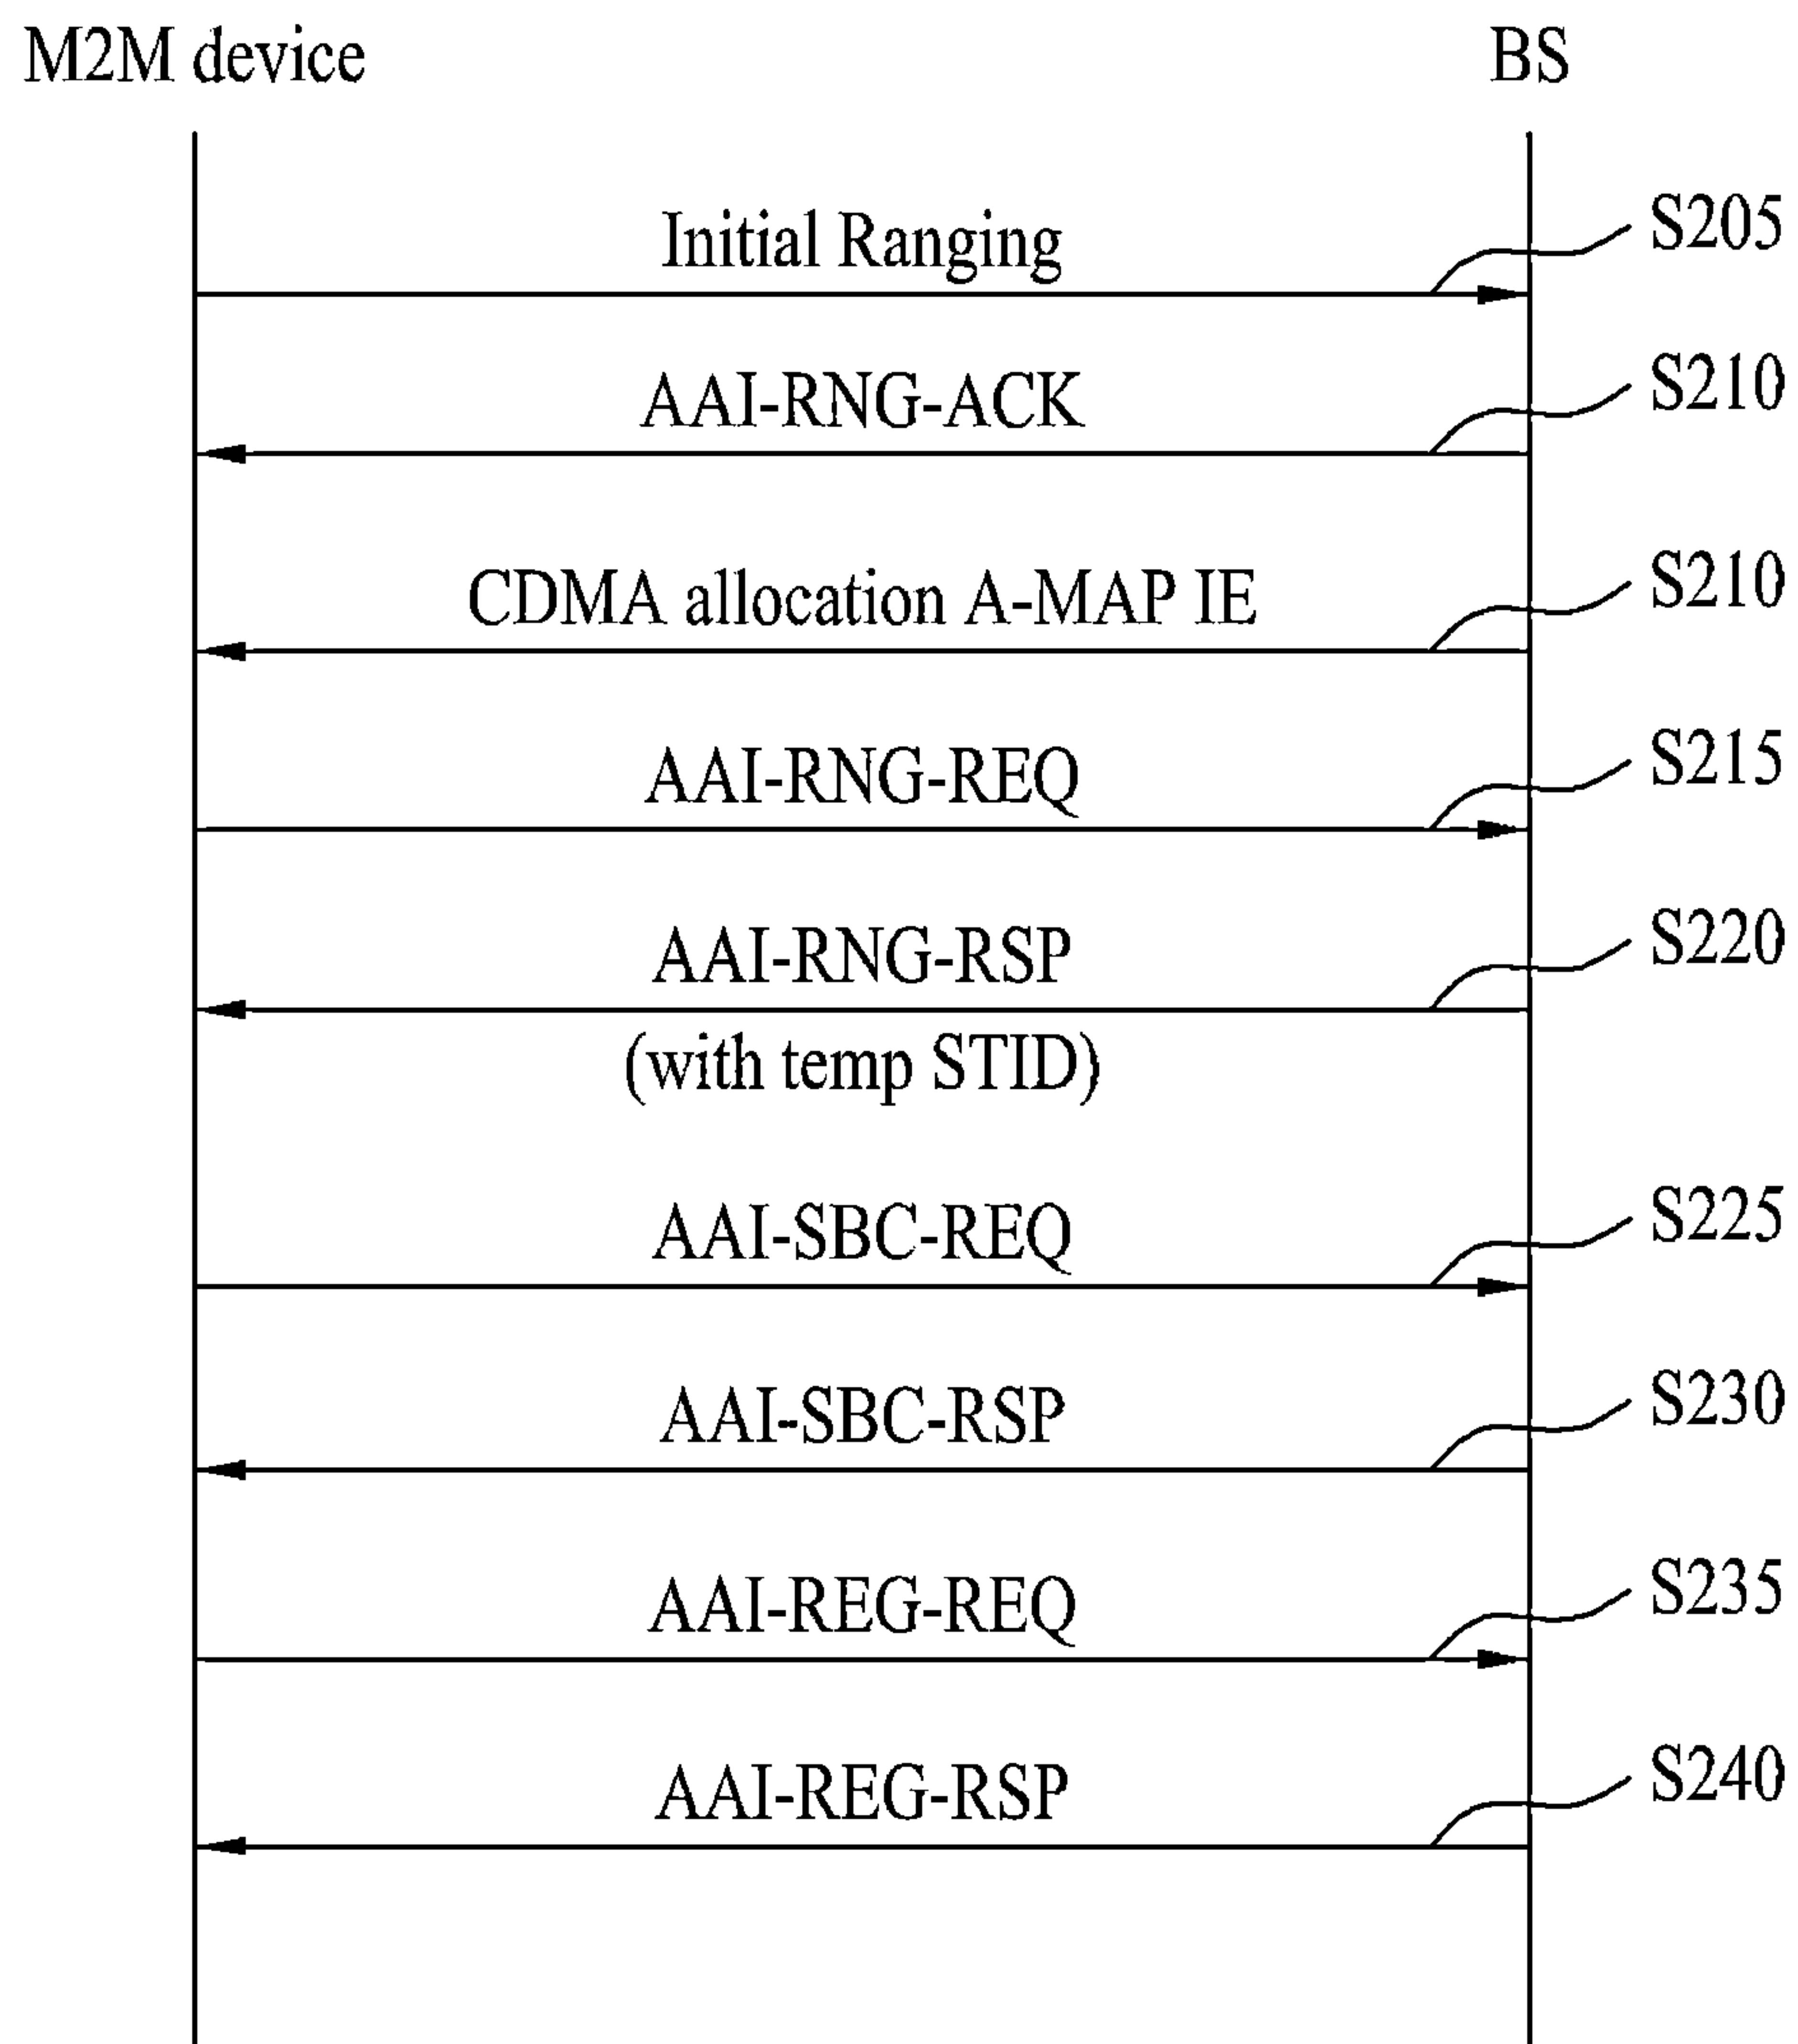 M2M device
BS
Initial Ranging
S205
AAI-RNG-ACK
S210
CDMA allocation A-MAP IE
S210
AAI-RNG-REQ
S215
AAI-RNG-RSP
S220
(with temp STID)
AAI-SBC-REQ
S225
AAI-SBC-RSP
S230
AAI-REG-REQ
S235
AAI-REG-RSP
S240